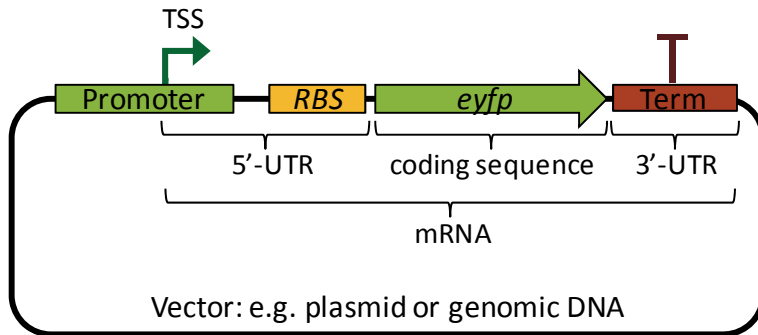 TSS
Promoter RBS eyfp Term
5’-UTR coding sequence 3’-UTR
mRNA
Vector: e.g. plasmid or genomic DNA